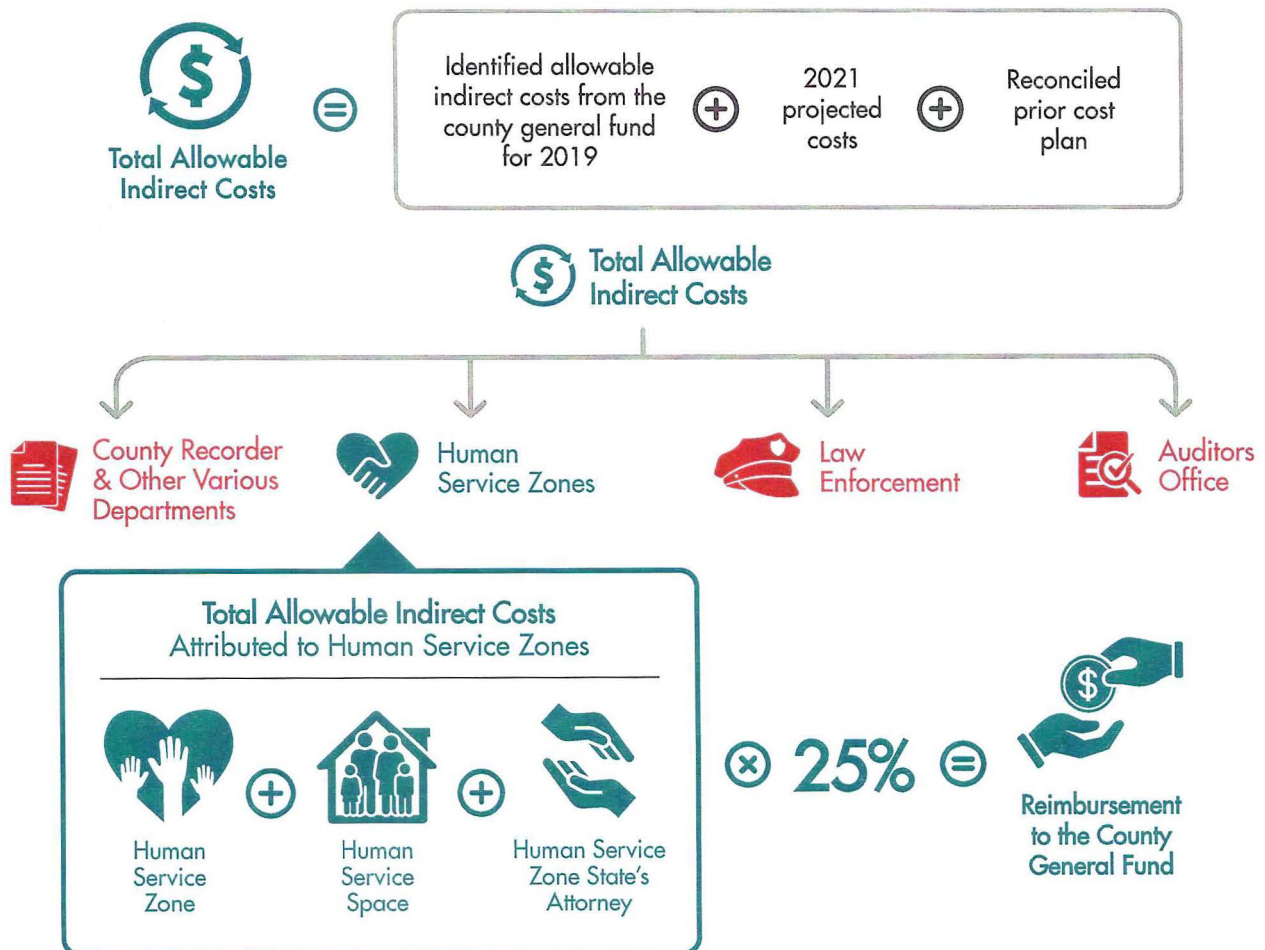 $
Total Allowable
Indirect Costs
=
Identified allowable
indirect costs from the
county general fund
for 2019
+
2021
projected
costs
+
Reconciled
prior cost
plan
$
Total Allowable
Indirect Costs
County Recorder
& Other Various
Departments
Human
Service Zones
Law
Enforcement
Auditors
Office
Total Allowable Indirect Costs
Attributed to Human Service Zones
Human
Service
Zone
+
Human
Service
Space
+
Human Service
Zone State's
Attorney
×
25%
=
$
Reimbursement
to the County
General Fund